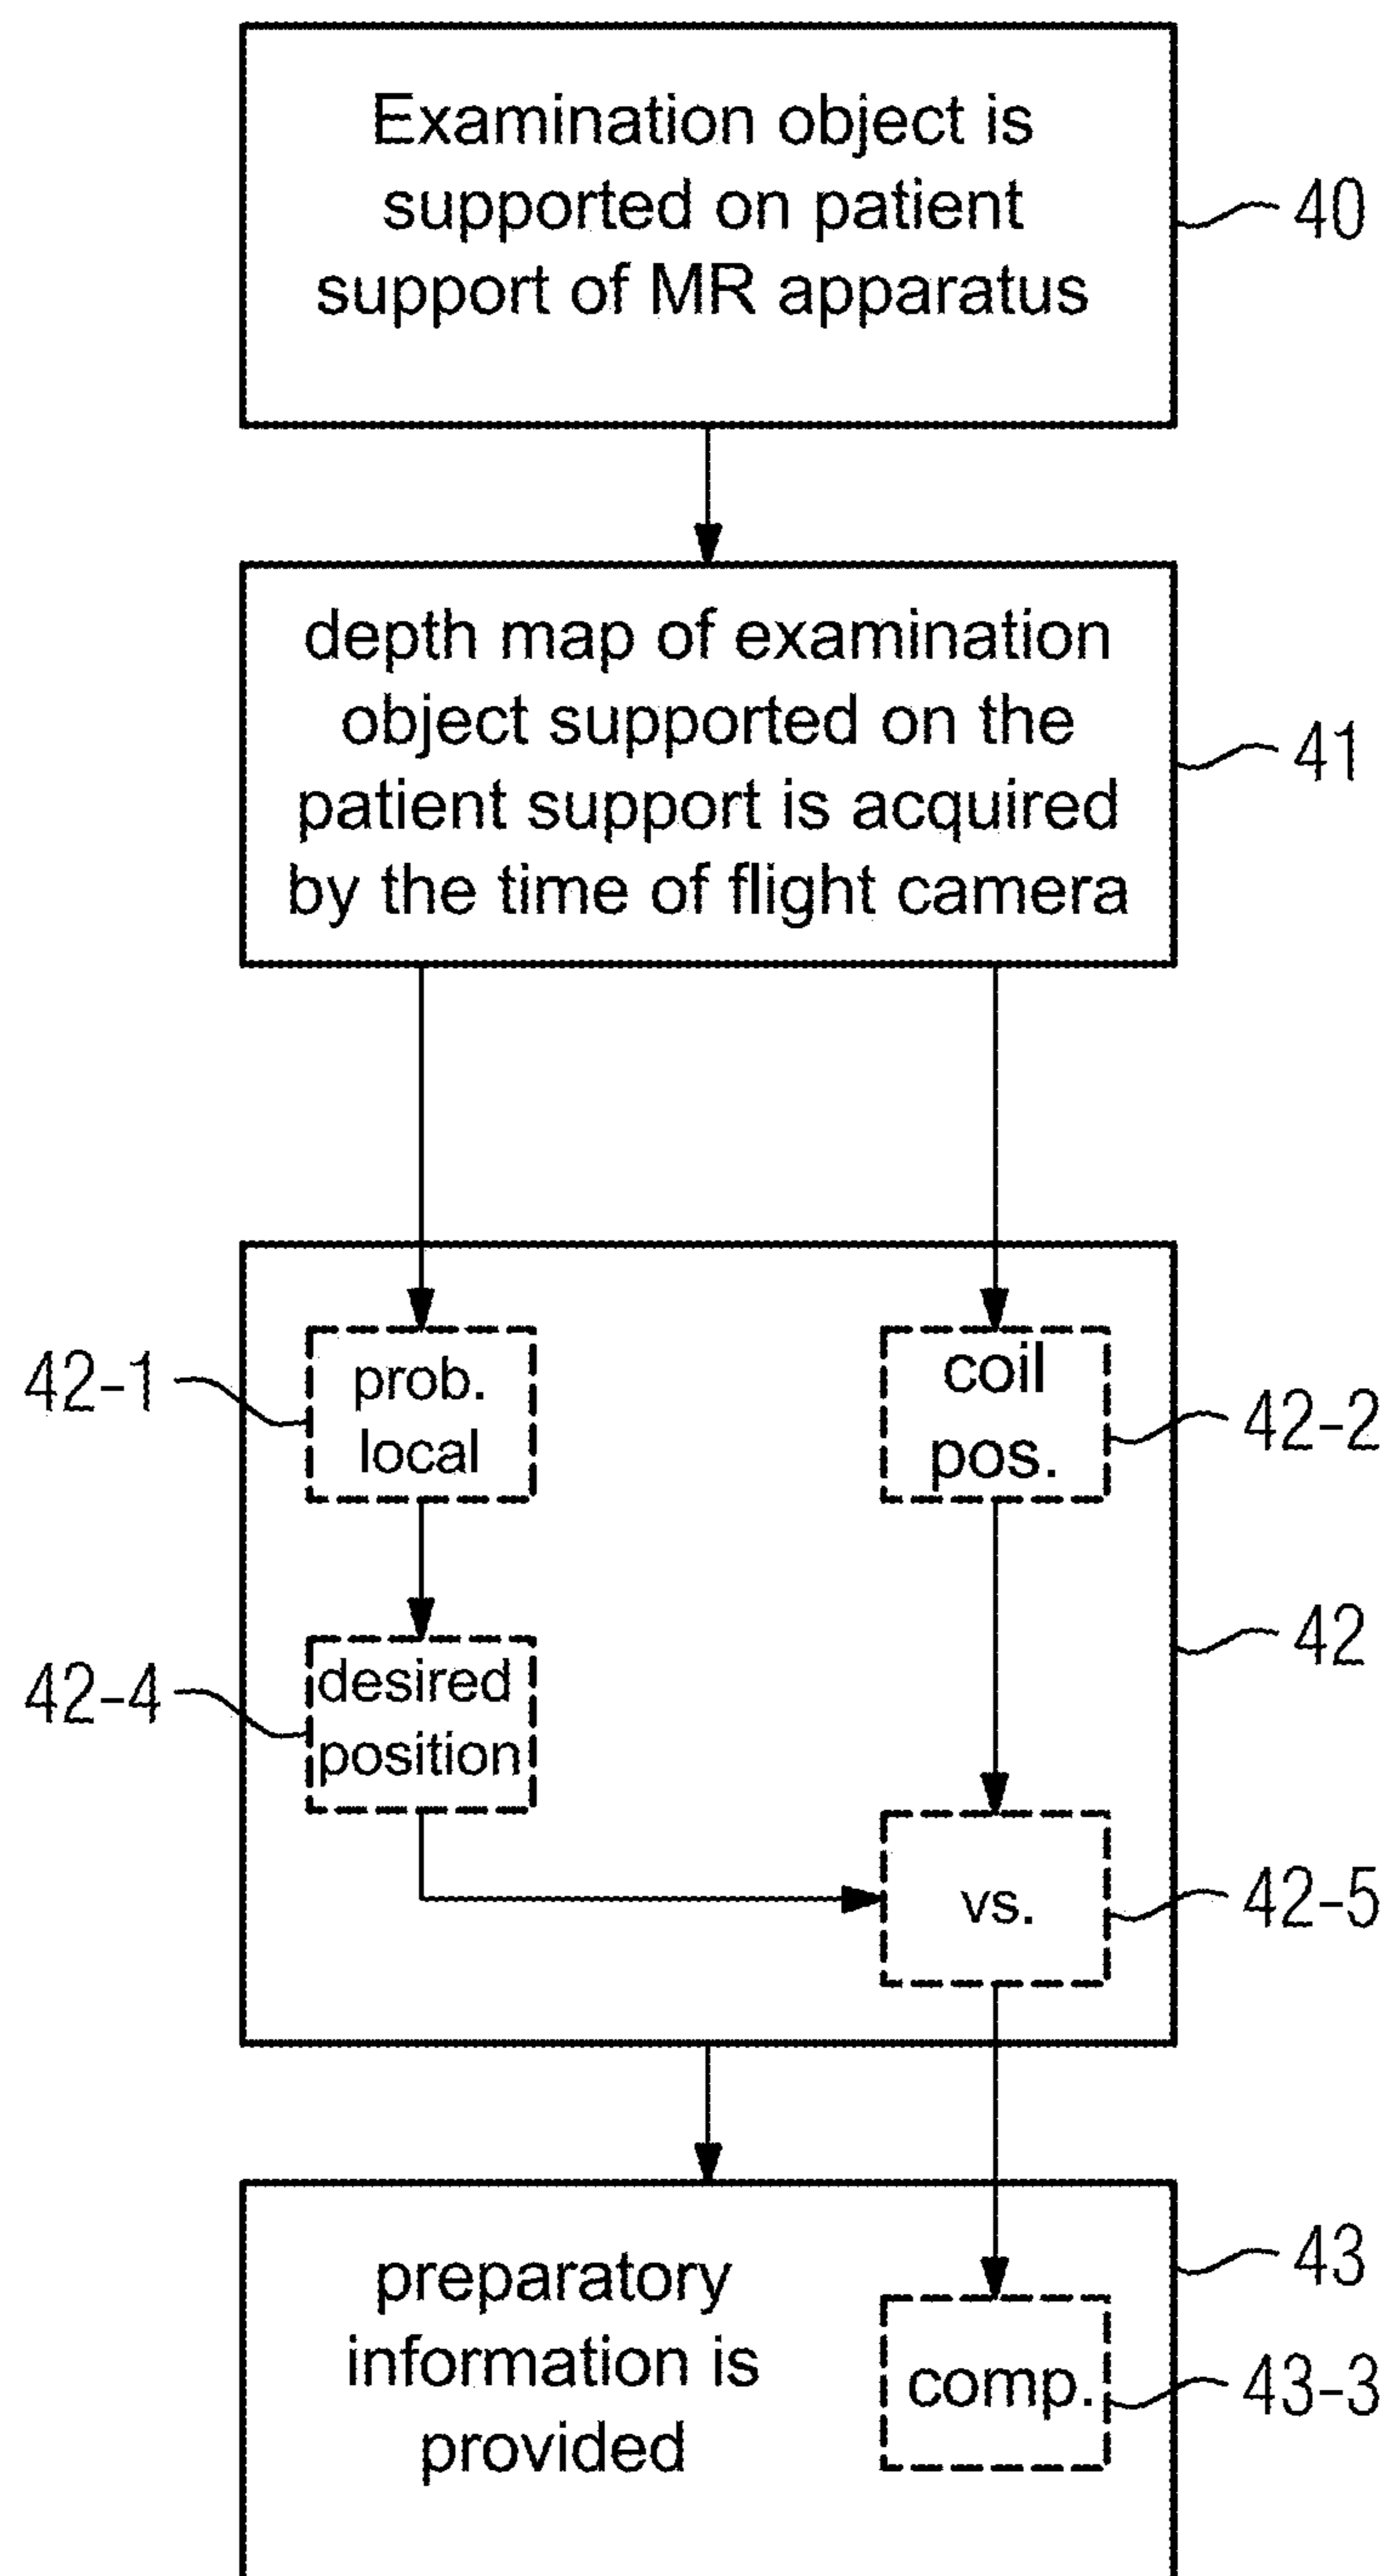 Examination object is
supported on patient
support of MR apparatus
40
depth map of examination
object supported on the
patient support is acquired
by the time of flight camera
41
42-1
prob.
local
coil
pos.
42-2
42
42-4
desired
position
vs.
42-5
preparatory
information is
provided
43
comp.
43-3